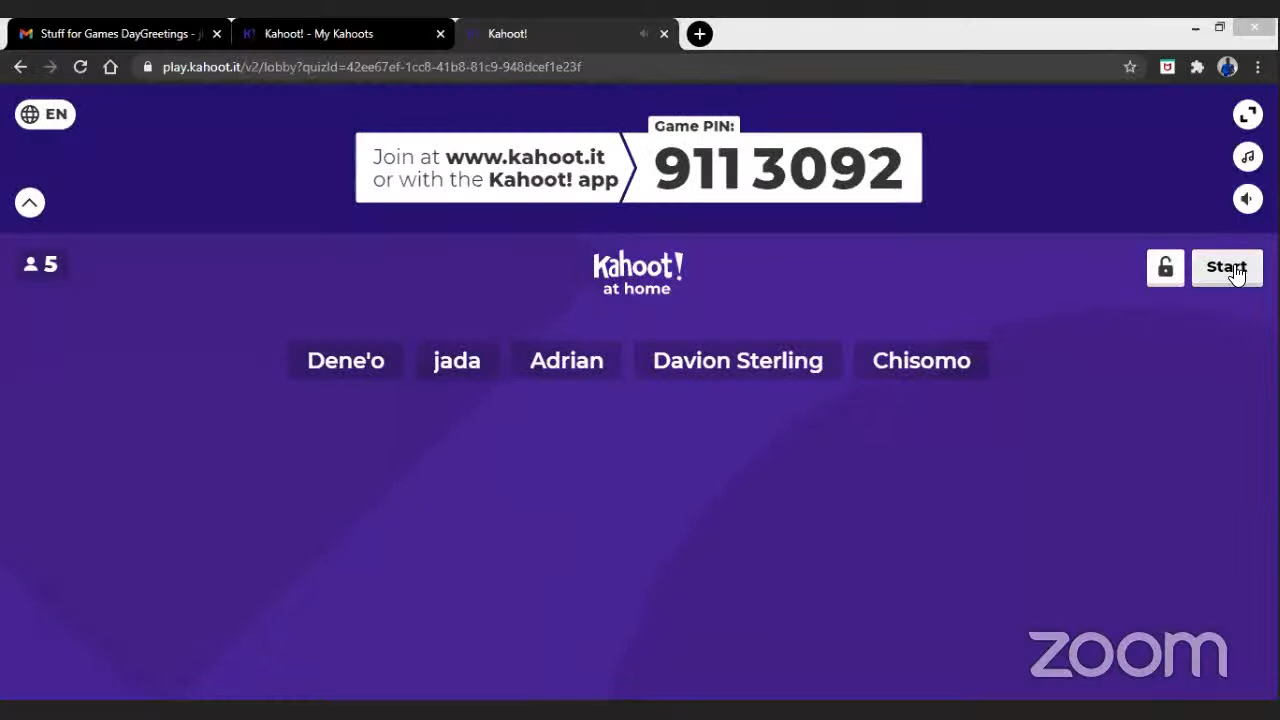 Stuff for Games DayGreetings - j
Kahoot! - My Kahoots
Kahoot!
play.kahoot.it/v2/lobby?quizId=42ee67ef-1cc8-41b8-81c9-948dcef1e23f
EN
Game PIN:
Join at www.kahoot.it
or with the Kahoot! app
911 3092
5
Kahoot!
at home
Start
Dene'o
jada
Adrian
Davion Sterling
Chisomo
zoom